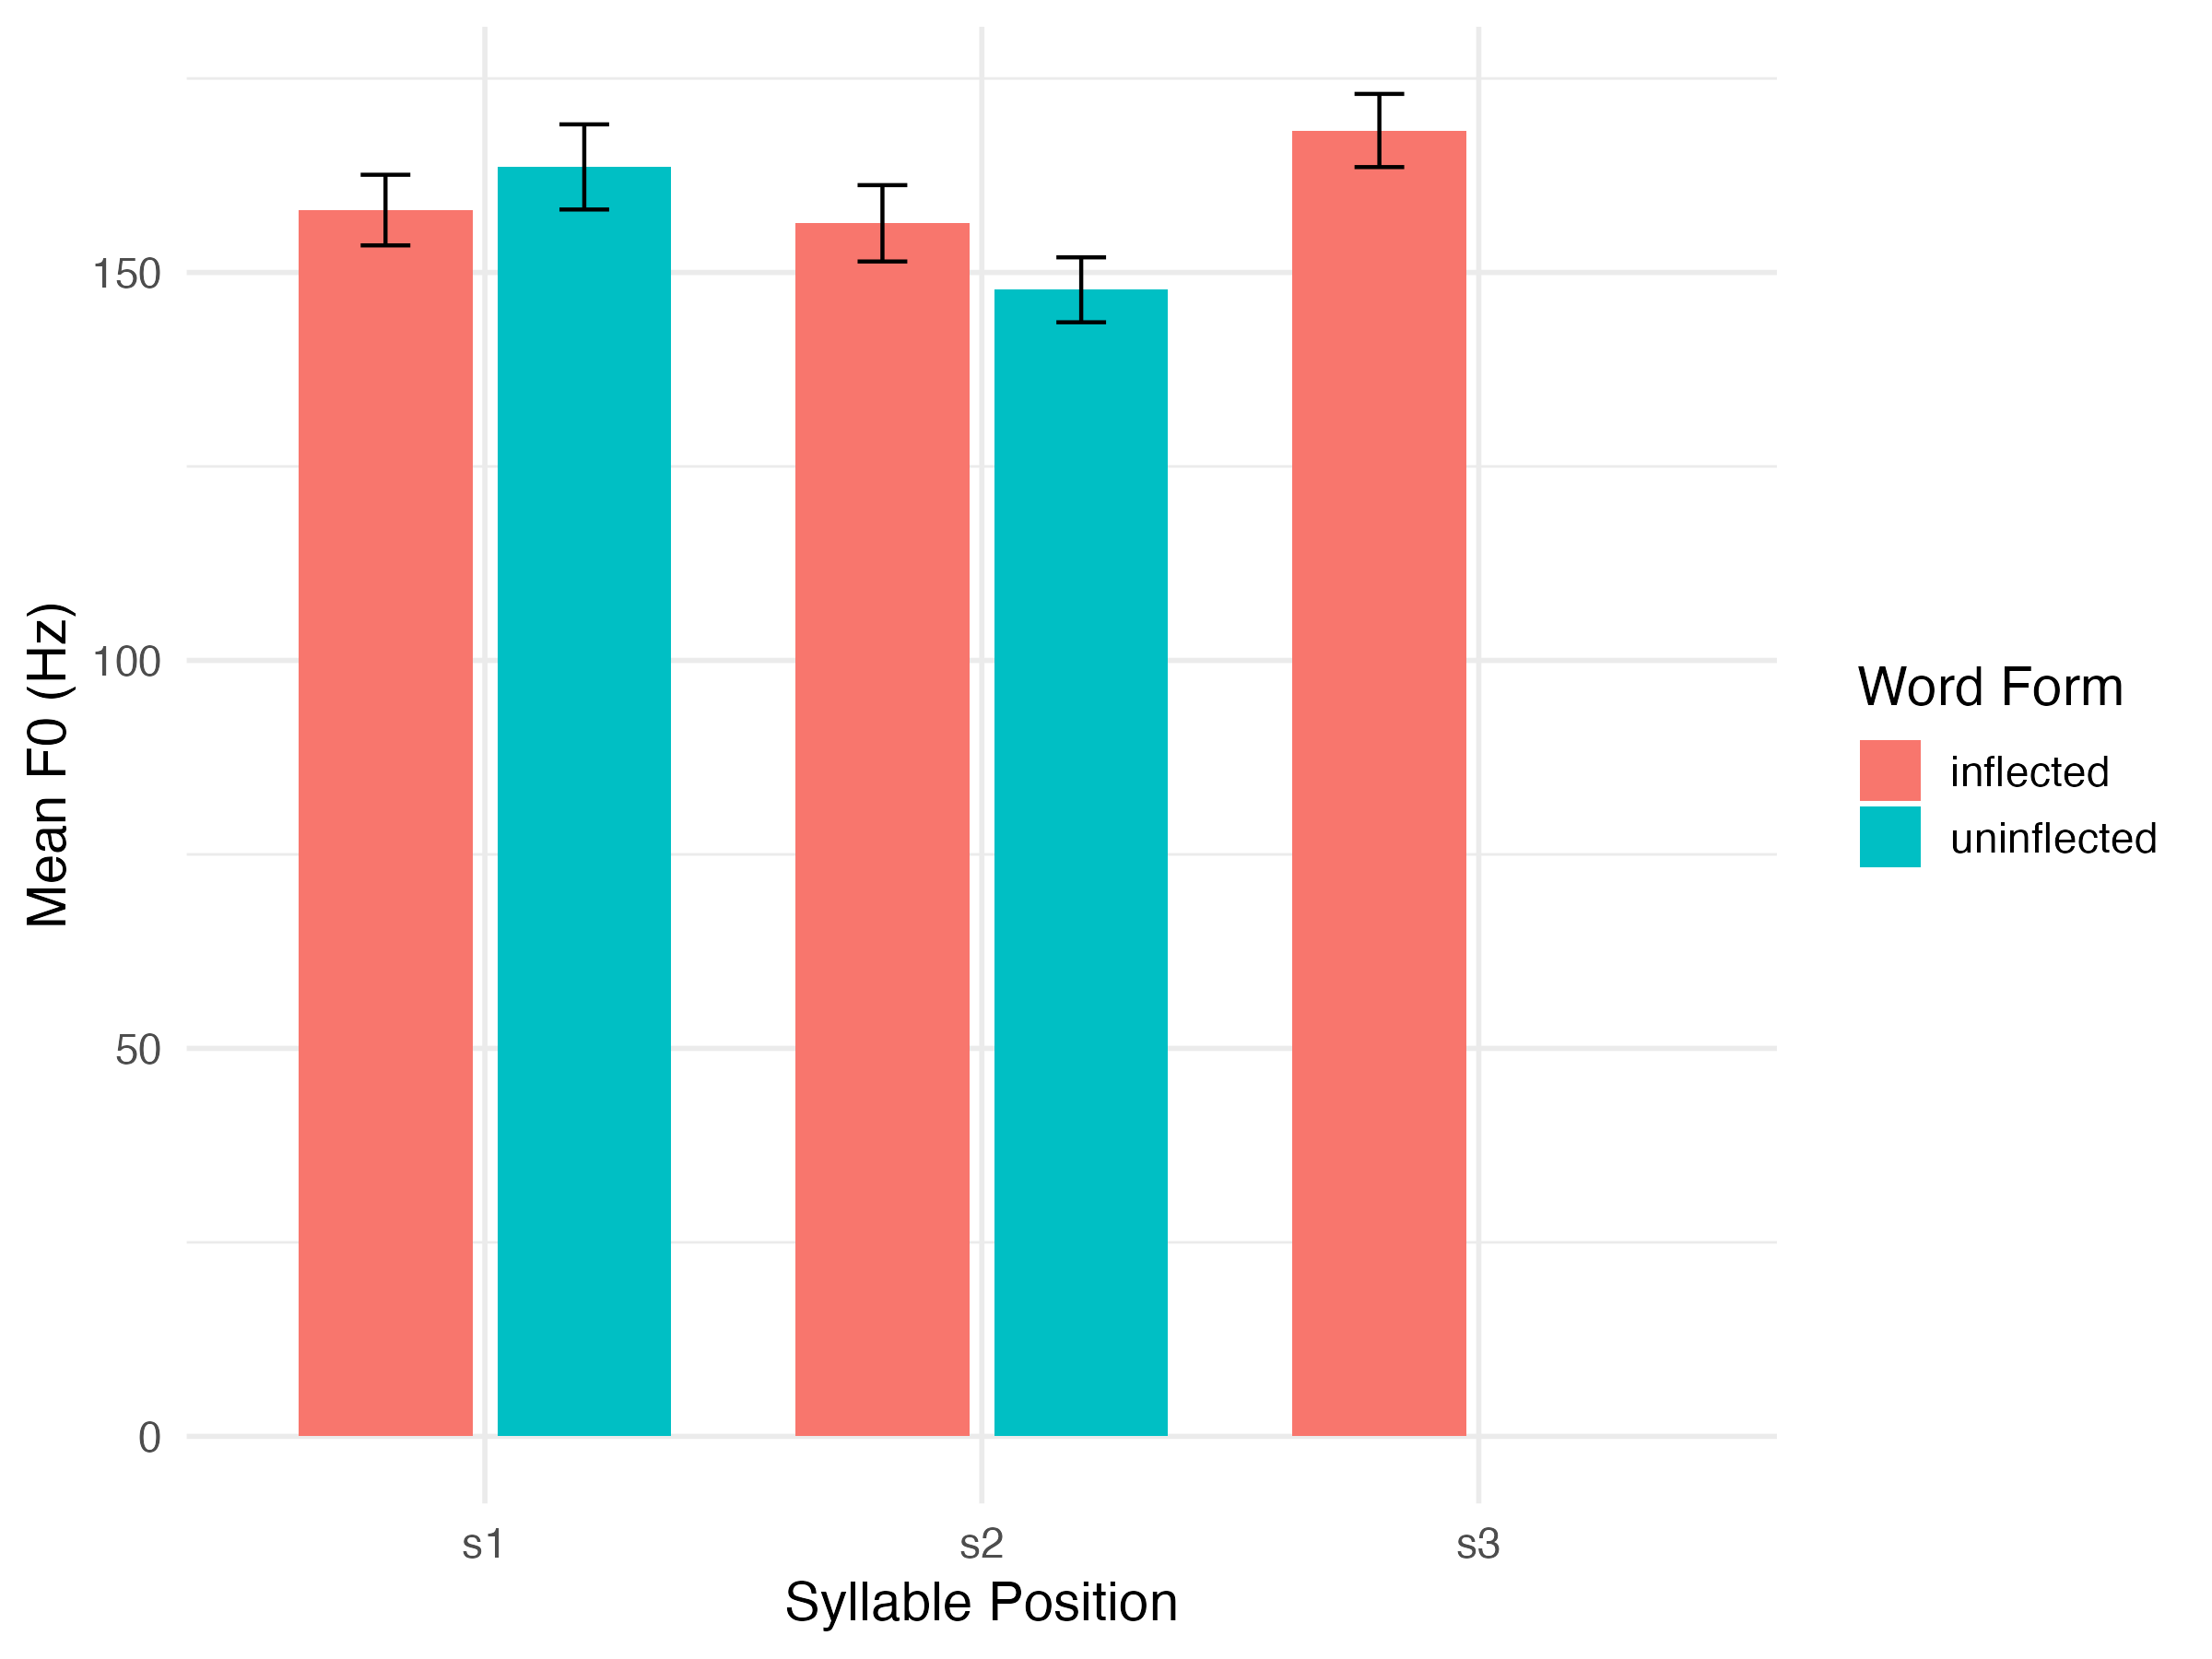 Mean F0 (Hz)
150
100
50
0
s1
s2
s3
Syllable Position
Word Form
inflected
uninflected